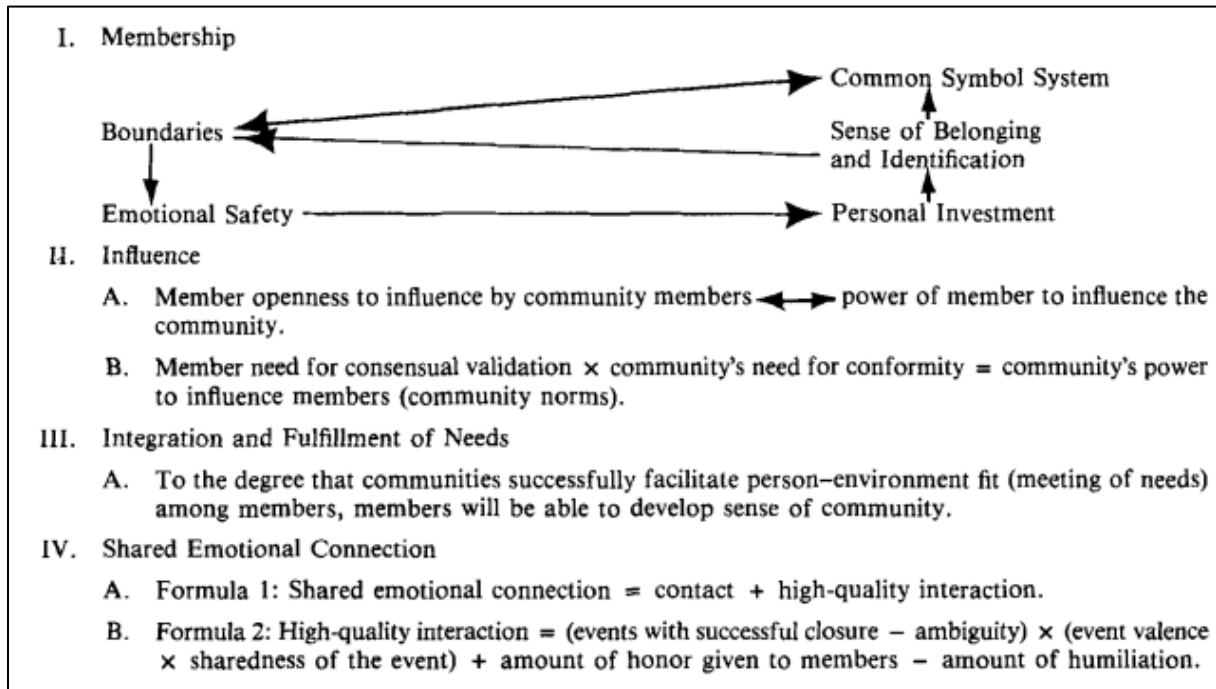 I. Membership
Common Symbol System
Boundaries
Sense of Belonging
and Identification
Emotional Safety
Personal Investment
II. Influence
A. Member openness to influence by community members ◄─► power of member to influence the
community.
B. Member need for consensual validation × community's need for conformity = community's power
to influence members (community norms).
III. Integration and Fulfillment of Needs
A. To the degree that communities successfully facilitate person–environment fit (meeting of needs)
among members, members will be able to develop sense of community.
IV. Shared Emotional Connection
A. Formula 1: Shared emotional connection = contact + high-quality interaction.
B. Formula 2: High-quality interaction = (events with successful closure − ambiguity) × (event valence
× sharedness of the event) + amount of honor given to members − amount of humiliation.